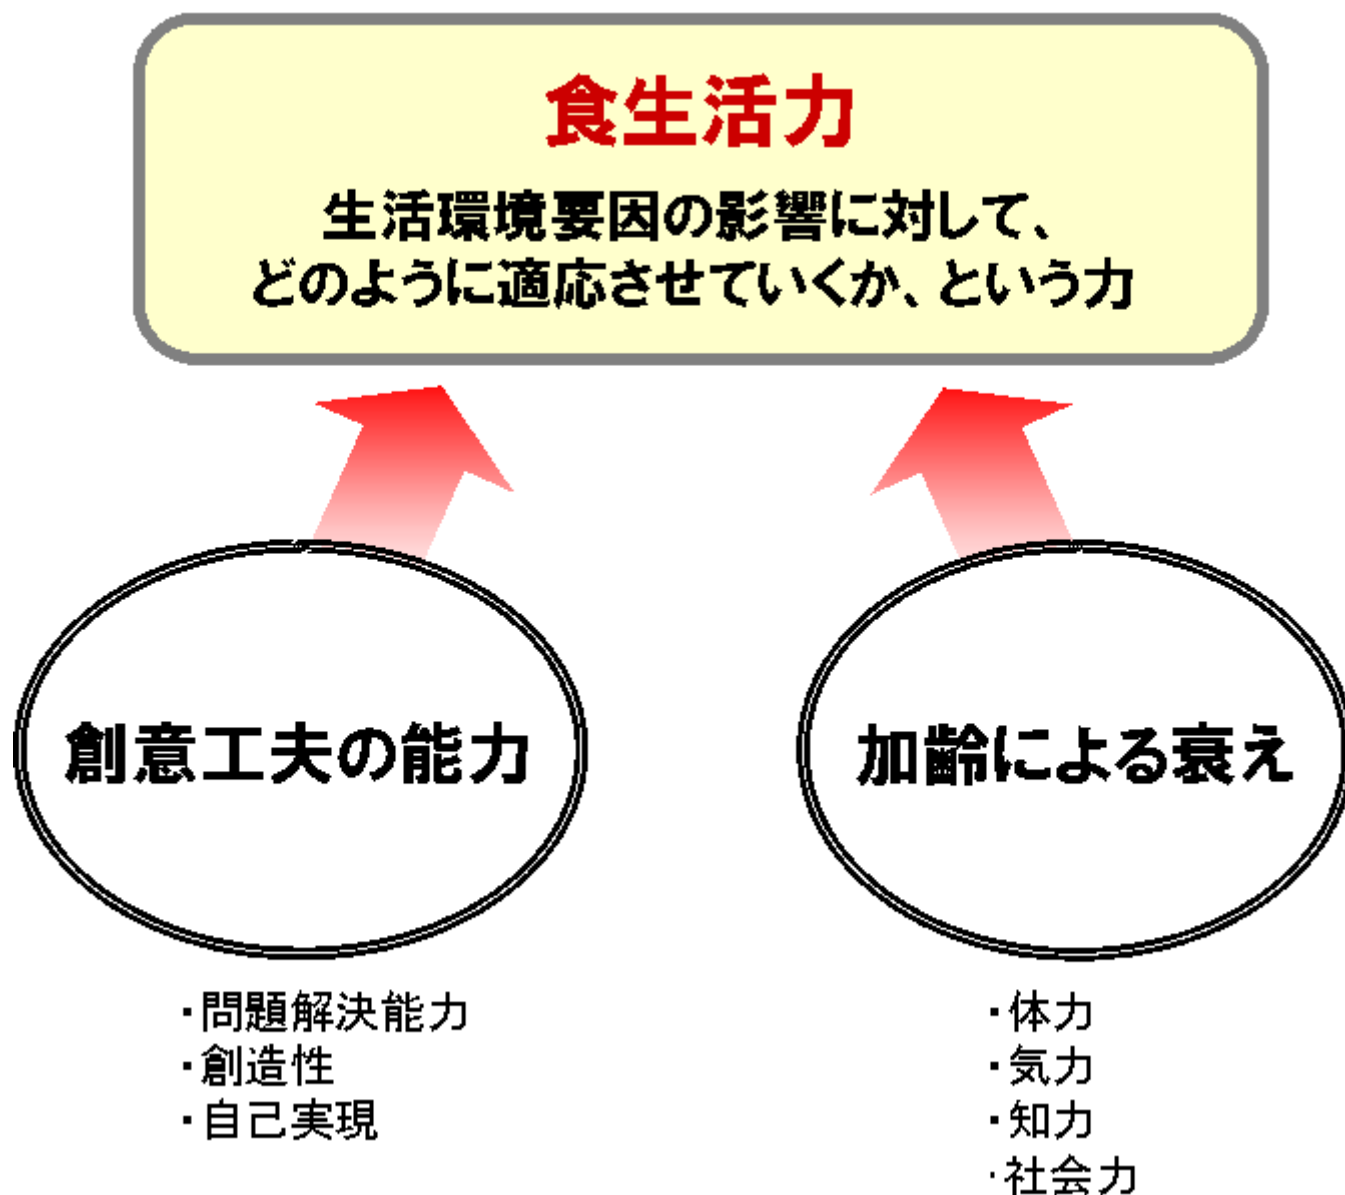 食生活力
生活環境要因の影響に対して、
どのように適応させていくか、という力
創意工夫の能力
・問題解決能力
・創造性
・自己実現
加齢による衰え
・体力
・気力
・知力
・社会力